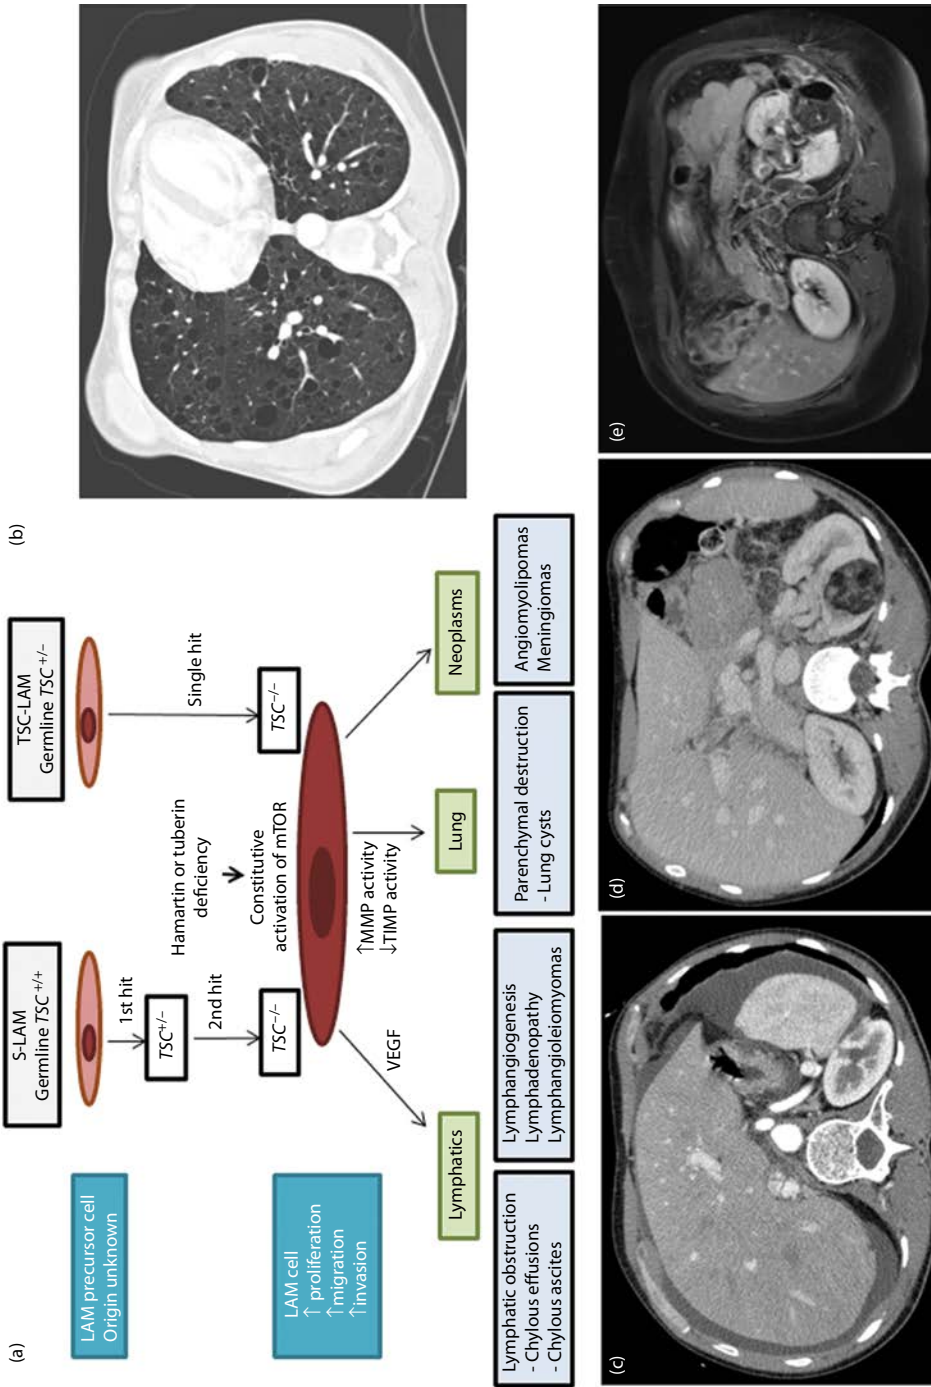 (a)
S-LAM
Germline TSC+/+
TSC-LAM
Germline TSC+/−
LAM precursor cell
Origin unknown
1st hit
TSC+/−
2nd hit
TSC−/−
Hamartin or tuberin
deficiency
Constitutive
activation of mTOR
Single hit
TSC−/−
LAM cell
↑ proliferation
↑migration
↑invasion
VEGF
↑MMP activity
↓TIMP activity
Lymphatics
Lung
Neoplasms
Lymphatic obstruction
- Chylous effusions
- Chylous ascites
Lymphangiogenesis
Lymphadenopathy
Lymphangioleiomyomas
Parenchymal destruction
- Lung cysts
Angiomyolipomas
Meningiomas
(b)
(c)
(d)
(e)